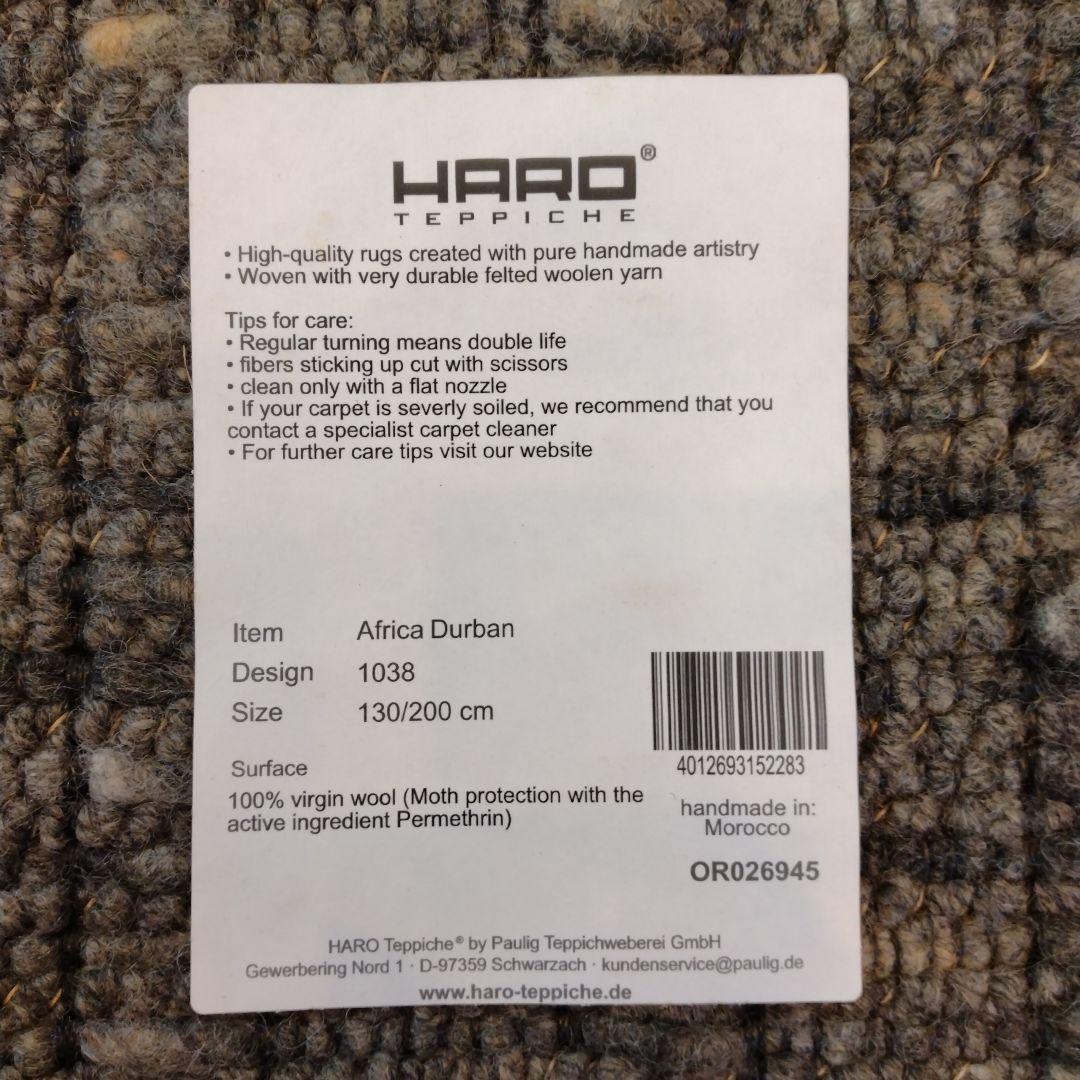 HARO®
TEPPICHE
• High-quality rugs created with pure handmade artistry
• Woven with very durable felted woolen yarn
Tips for care:
• Regular turning means double life
• fibers sticking up cut with scissors
• clean only with a flat nozzle
• If your carpet is severly soiled, we recommend that you
contact a specialist carpet cleaner
• For further care tips visit our website
Item Africa Durban
Design 1038
Size 130/200 cm
4012693152283
Surface
100% virgin wool (Moth protection with the
active ingredient Permethrin)
handmade in:
Morocco
OR026945
HARO Teppiche® by Paulig Teppichweberei GmbH
Gewerbering Nord 1 · D-97359 Schwarzach · kundenservice@paulig.de
www.haro-teppiche.de